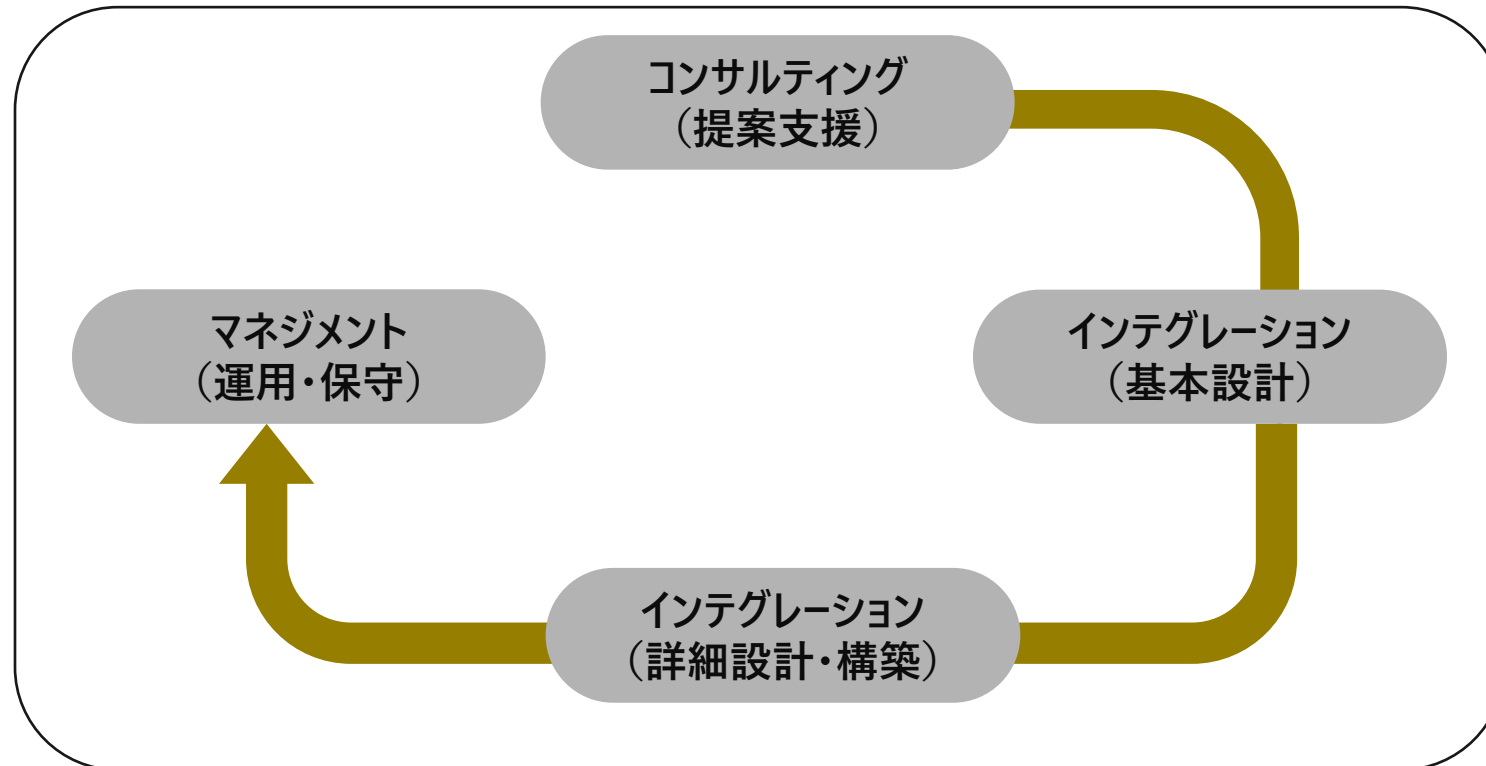 コンサルティング
（提案支援）
マネジメント
（運用・保守）
インテグレーション
（基本設計）
インテグレーション
（詳細設計・構築）